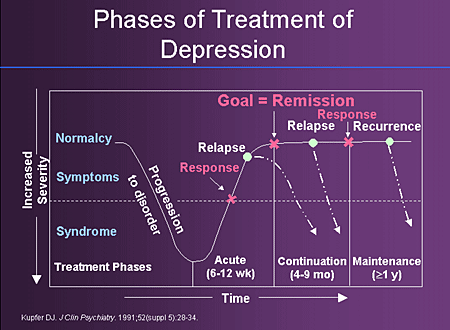 Phases of Treatment of
Depression
Goal = Remission
Response
Relapse
Recurrence
Normalcy
Relapse
Response
Increased
Severity
Symptoms
Progression
to disorder
Syndrome
Acute
(6-12 wk)
Continuation
(4-9 mo)
Maintenance
(≥1 y)
Treatment Phases
Time
Kupfer DJ. J Clin Psychiatry. 1991;52(suppl 5):28-34.